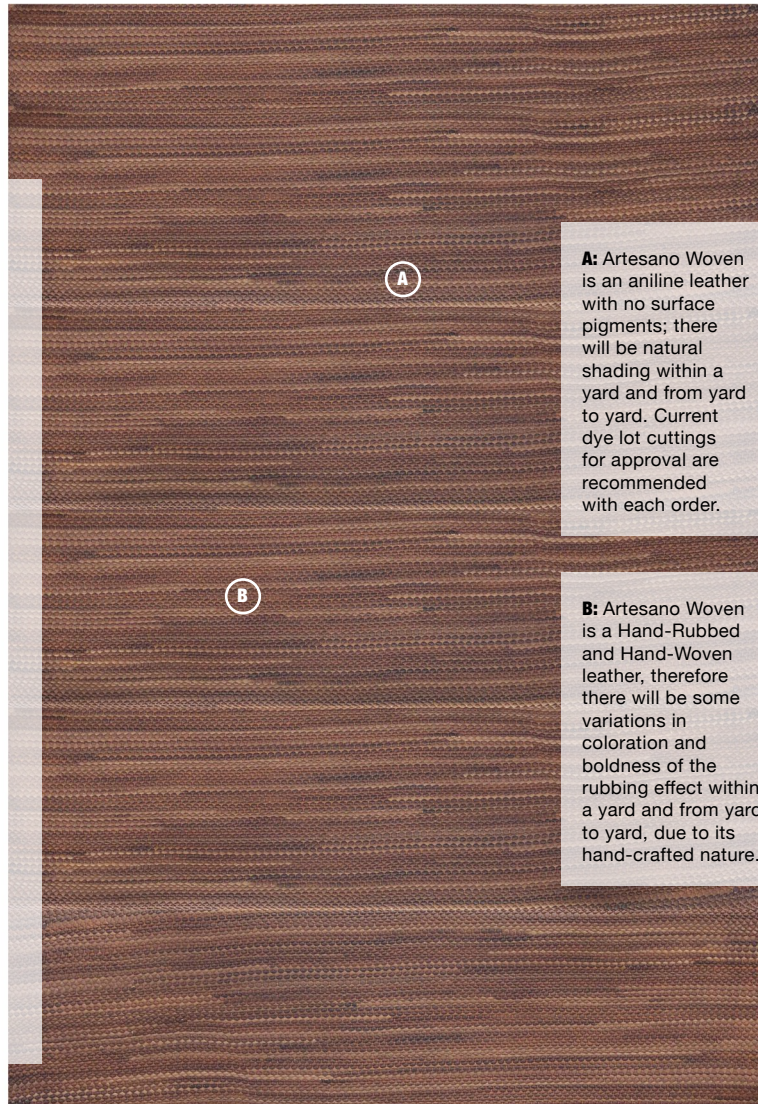 A
A: Artesano Woven
is an aniline leather
with no surface
pigments; there
will be natural
shading within a
yard and from yard
to yard. Current
dye lot cuttings
for approval are
recommended
with each order.
B
B: Artesano Woven
is a Hand-Rubbed
and Hand-Woven
leather, therefore
there will be some
variations in
coloration and
boldness of the
rubbing effect within
a yard and from yard
to yard, due to its
hand-crafted nature.